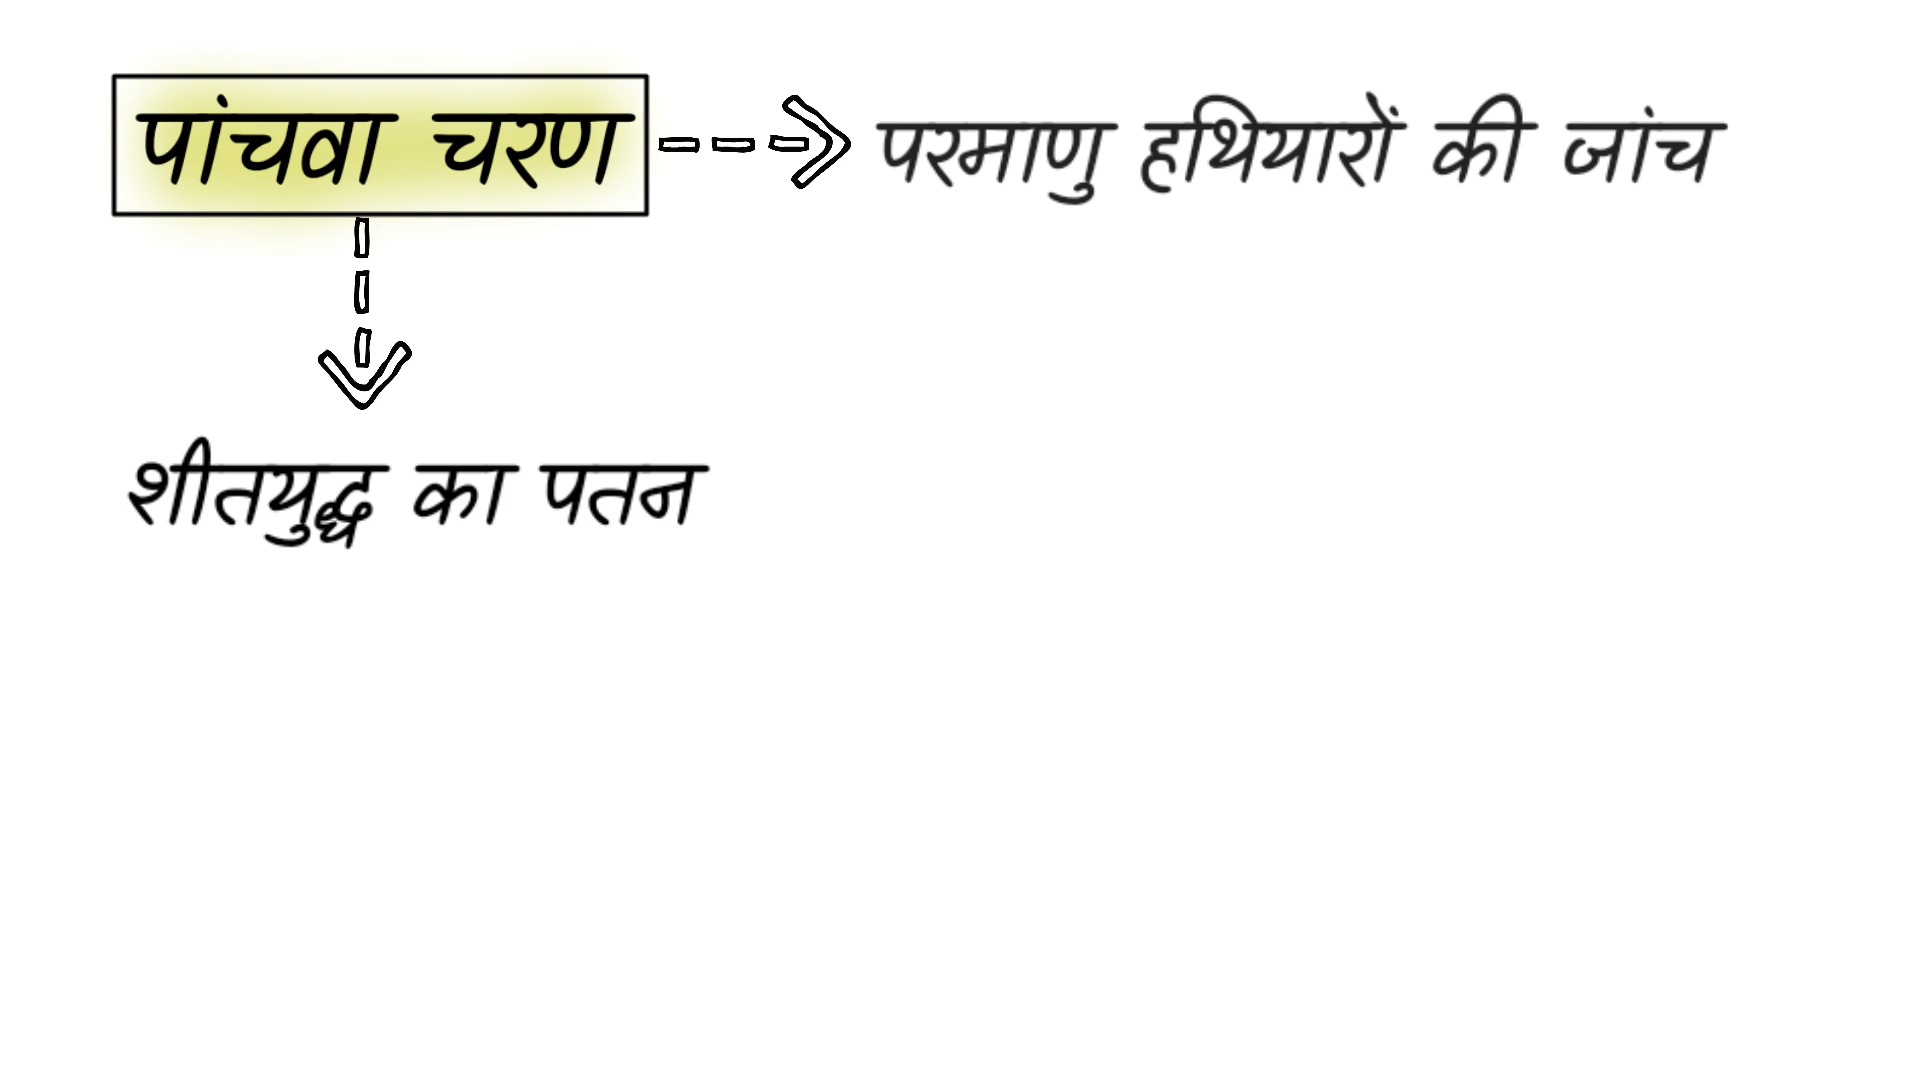 पांचवा चरण
परमाणु हथियारों की जांच
शीतयुद्ध का पतन